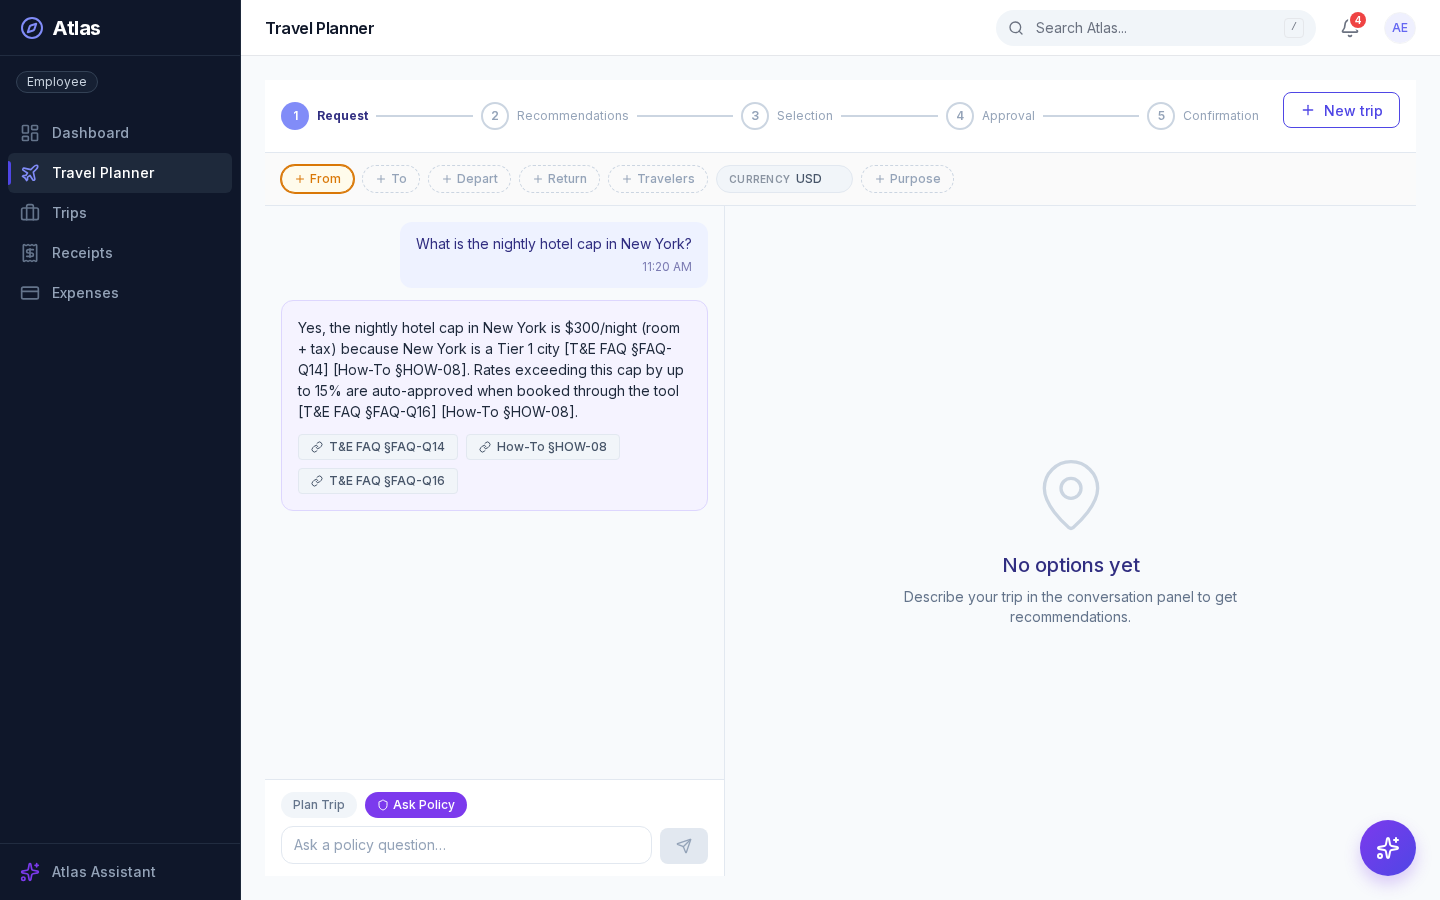 Atlas
Travel Planner
Search Atlas...
/
4
AE
Employee
Dashboard
Travel Planner
Trips
Receipts
Expenses
Atlas Assistant
1 Request
2 Recommendations
3 Selection
4 Approval
5 Confirmation
New trip
From
To
Depart
Return
Travelers
CURRENCY USD
Purpose
What is the nightly hotel cap in New York?
11:20 AM
Yes, the nightly hotel cap in New York is $300/night (room
+ tax) because New York is a Tier 1 city [T&E FAQ §FAQ-
Q14] [How-To §HOW-08]. Rates exceeding this cap by up
to 15% are auto-approved when booked through the tool
[T&E FAQ §FAQ-Q16] [How-To §HOW-08].
T&E FAQ §FAQ-Q14
How-To §HOW-08
T&E FAQ §FAQ-Q16
No options yet
Describe your trip in the conversation panel to get
recommendations.
Plan Trip
Ask Policy
Ask a policy question...